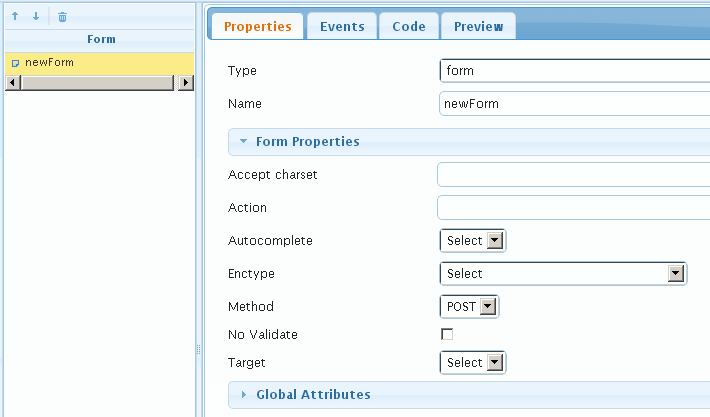 Form
newForm
Properties Events Code Preview
Type form
Name newForm
Form Properties
Accept charset
Action
Autocomplete Select
Enctype Select
Method POST
No Validate
Target Select
Global Attributes